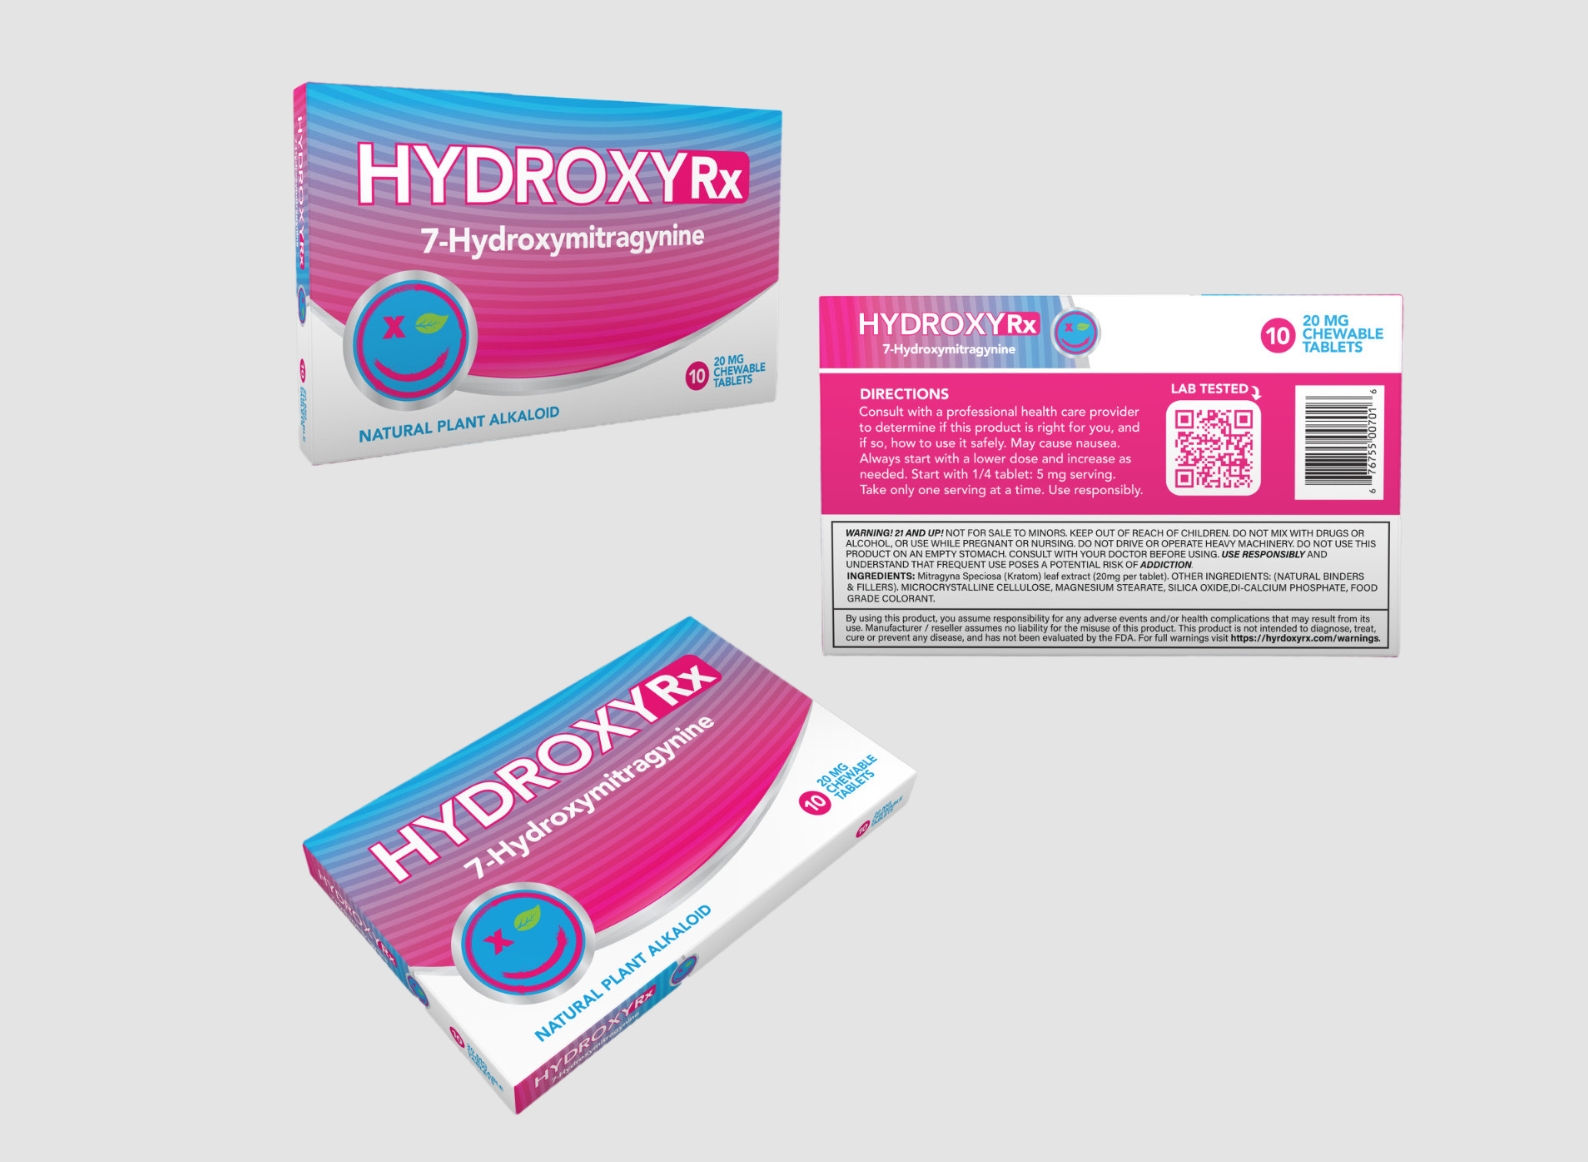 HYDROXYRx
7-Hydroxymitragynine
10
20 MG
CHEWABLE
TABLETS
NATURAL PLANT ALKALOID
HYDROXYRx
HYDROXYRx
7-Hydroxymitragynine
10
20 MG
CHEWABLE
TABLETS
DIRECTIONS
Consult with a professional health care provider
to determine if this product is right for you, and
if so, how to use it safely. May cause nausea.
Always start with a lower dose and increase as
needed. Start with 1/4 tablet: 5 mg serving.
Take only one serving at a time. Use responsibly.
LAB TESTED
6 76755 00701 6
WARNING! 21 AND UP! NOT FOR SALE TO MINORS. KEEP OUT OF REACH OF CHILDREN. DO NOT MIX WITH DRUGS OR
ALCOHOL, OR USE WHILE PREGNANT OR NURSING. DO NOT DRIVE OR OPERATE HEAVY MACHINERY. DO NOT USE THIS
PRODUCT ON AN EMPTY STOMACH. CONSULT WITH YOUR DOCTOR BEFORE USING. USE RESPONSIBLY AND
UNDERSTAND THAT FREQUENT USE POSES A POTENTIAL RISK OF ADDICTION.
INGREDIENTS: Mitragyna Speciosa (Kratom) leaf extract (20mg per tablet). OTHER INGREDIENTS: (NATURAL BINDERS
& FILLERS). MICROCRYSTALLINE CELLULOSE, MAGNESIUM STEARATE, SILICA OXIDE,DI-CALCIUM PHOSPHATE, FOOD
GRADE COLORANT.
By using this product, you assume responsibility for any adverse events and/or health complications that may result from its
use. Manufacturer / reseller assumes no liability for the misuse of this product. This product is not intended to diagnose, treat,
cure or prevent any disease, and has not been evaluated by the FDA. For full warnings visit https://hyrdoxyrx.com/warnings.
HYDROXYRx
7-Hydroxymitragynine
10
20 MG
CHEWABLE
TABLETS
NATURAL PLANT ALKALOID
HYDROXYRx
7-Hydroxymitragynine
HYDROXYRx
10
10